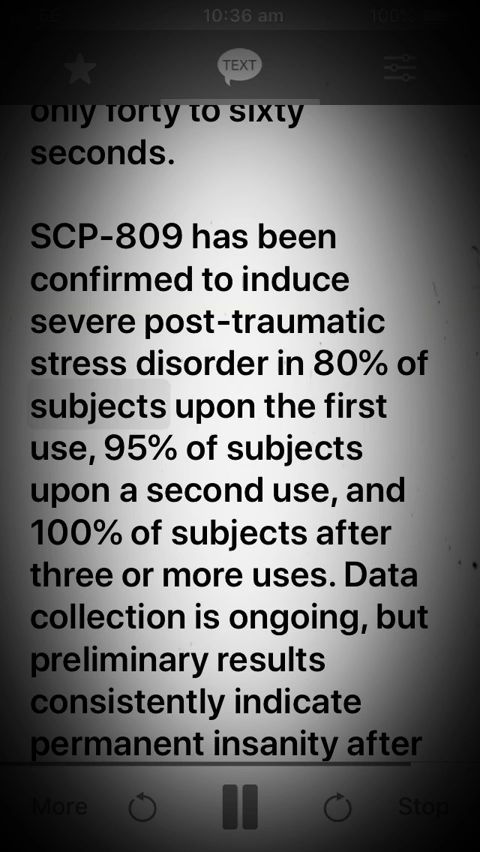 10:36 am
100%
TEXT
only forty to sixty
seconds.
SCP-809 has been
confirmed to induce
severe post-traumatic
stress disorder in 80% of
subjects upon the first
use, 95% of subjects
upon a second use, and
100% of subjects after
three or more uses. Data
collection is ongoing, but
preliminary results
consistently indicate
permanent insanity after
More
Stop